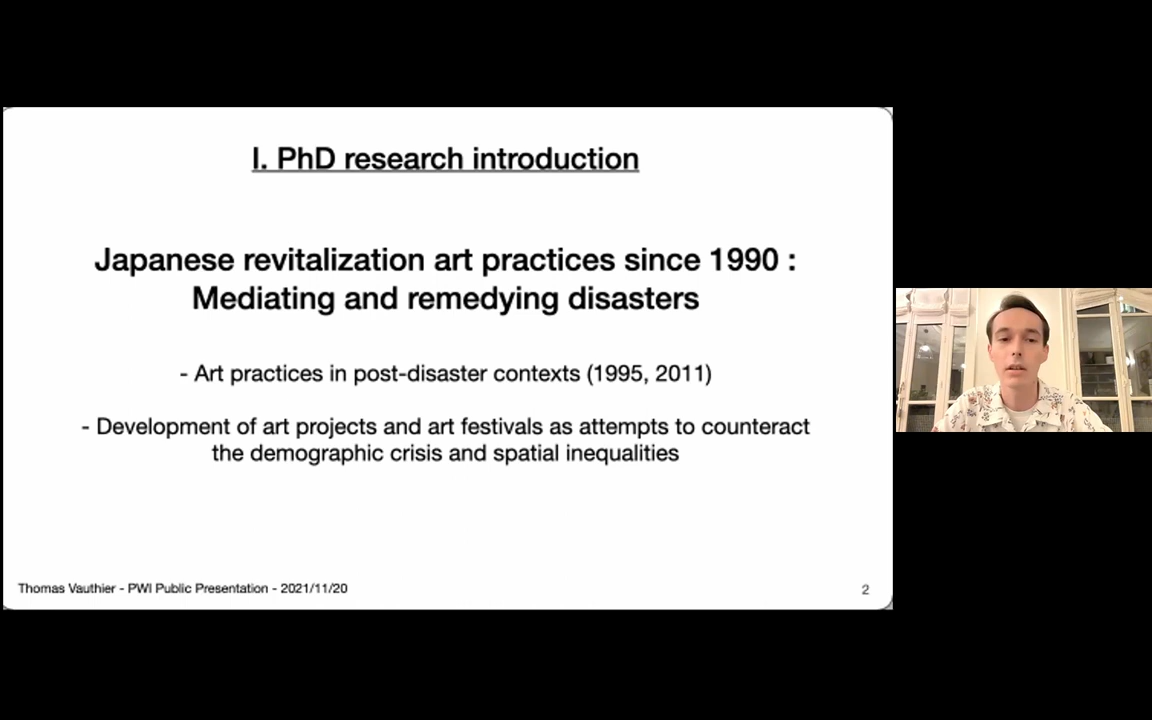 I. PhD research introduction
Japanese revitalization art practices since 1990 :
Mediating and remedying disasters
- Art practices in post-disaster contexts (1995, 2011)
- Development of art projects and art festivals as attempts to counteract
the demographic crisis and spatial inequalities
Thomas Vauthier - PWI Public Presentation - 2021/11/20
2